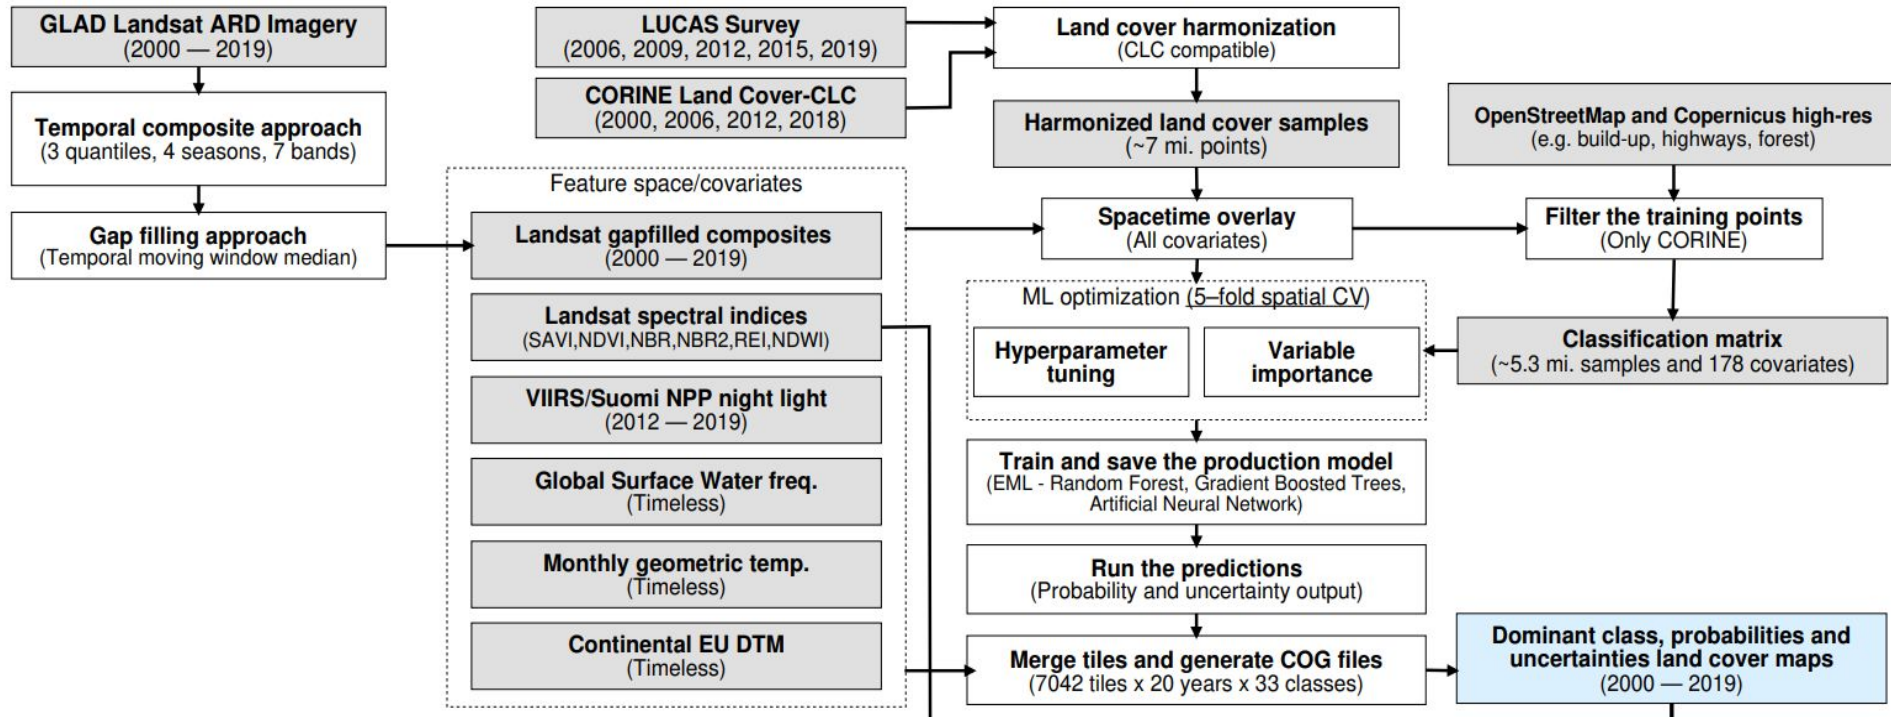 GLAD Landsat ARD Imagery
(2000 — 2019)
Temporal composite approach
(3 quantiles, 4 seasons, 7 bands)
Gap filling approach
(Temporal moving window median)
LUCAS Survey
(2006, 2009, 2012, 2015, 2019)
CORINE Land Cover-CLC
(2000, 2006, 2012, 2018)
Feature space/covariates
Landsat gapfilled composites
(2000 — 2019)
Landsat spectral indices
(SAVI,NDVI,NBR,NBR2,REI,NDWI)
VIIRS/Suomi NPP night light
(2012 — 2019)
Global Surface Water freq.
(Timeless)
Monthly geometric temp.
(Timeless)
Continental EU DTM
(Timeless)
Land cover harmonization
(CLC compatible)
Harmonized land cover samples
(~7 mi. points)
Spacetime overlay
(All covariates)
ML optimization (5–fold spatial CV)
Hyperparameter
tuning
Variable
importance
Train and save the production model
(EML - Random Forest, Gradient Boosted Trees,
Artificial Neural Network)
Run the predictions
(Probability and uncertainty output)
Merge tiles and generate COG files
(7042 tiles x 20 years x 33 classes)
OpenStreetMap and Copernicus high-res
(e.g. build-up, highways, forest)
Filter the training points
(Only CORINE)
Classification matrix
(~5.3 mi. samples and 178 covariates)
Dominant class, probabilities and
uncertainties land cover maps
(2000 — 2019)